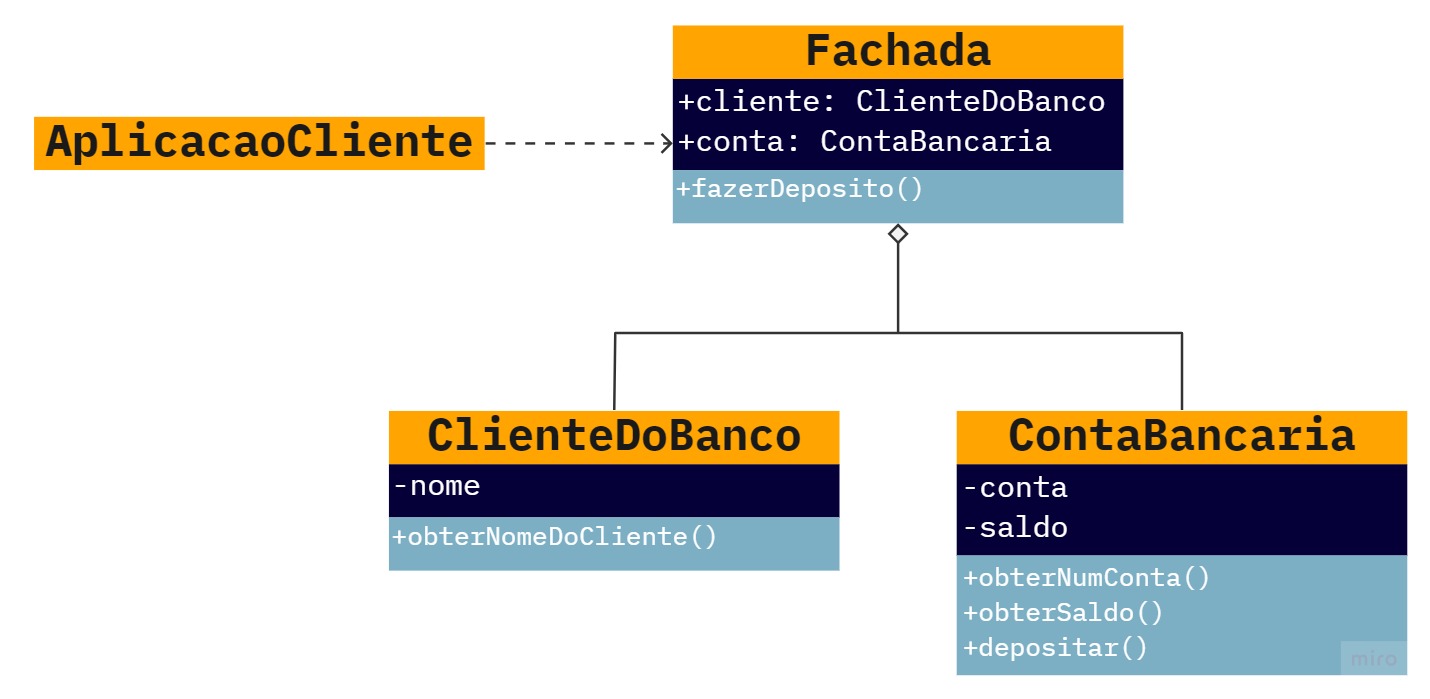 Fachada
+cliente: ClienteDoBanco
+conta: ContaBancaria
+fazerDeposito()
AplicacaoCliente
ClienteDoBanco
-nome
+obterNomeDoCliente()
ContaBancaria
-conta
-saldo
+obterNumConta()
+obterSaldo()
+depositar()
miro